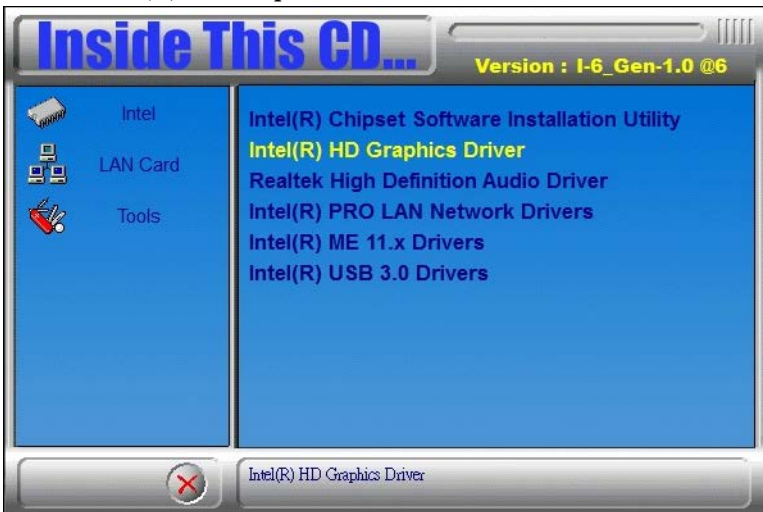 Inside This CD...
Version : I-6_Gen-1.0 @6
Intel
LAN Card
Tools
Intel(R) Chipset Software Installation Utility
Intel(R) HD Graphics Driver
Realtek High Definition Audio Driver
Intel(R) PRO LAN Network Drivers
Intel(R) ME 11.x Drivers
Intel(R) USB 3.0 Drivers
Intel(R) HD Graphics Driver